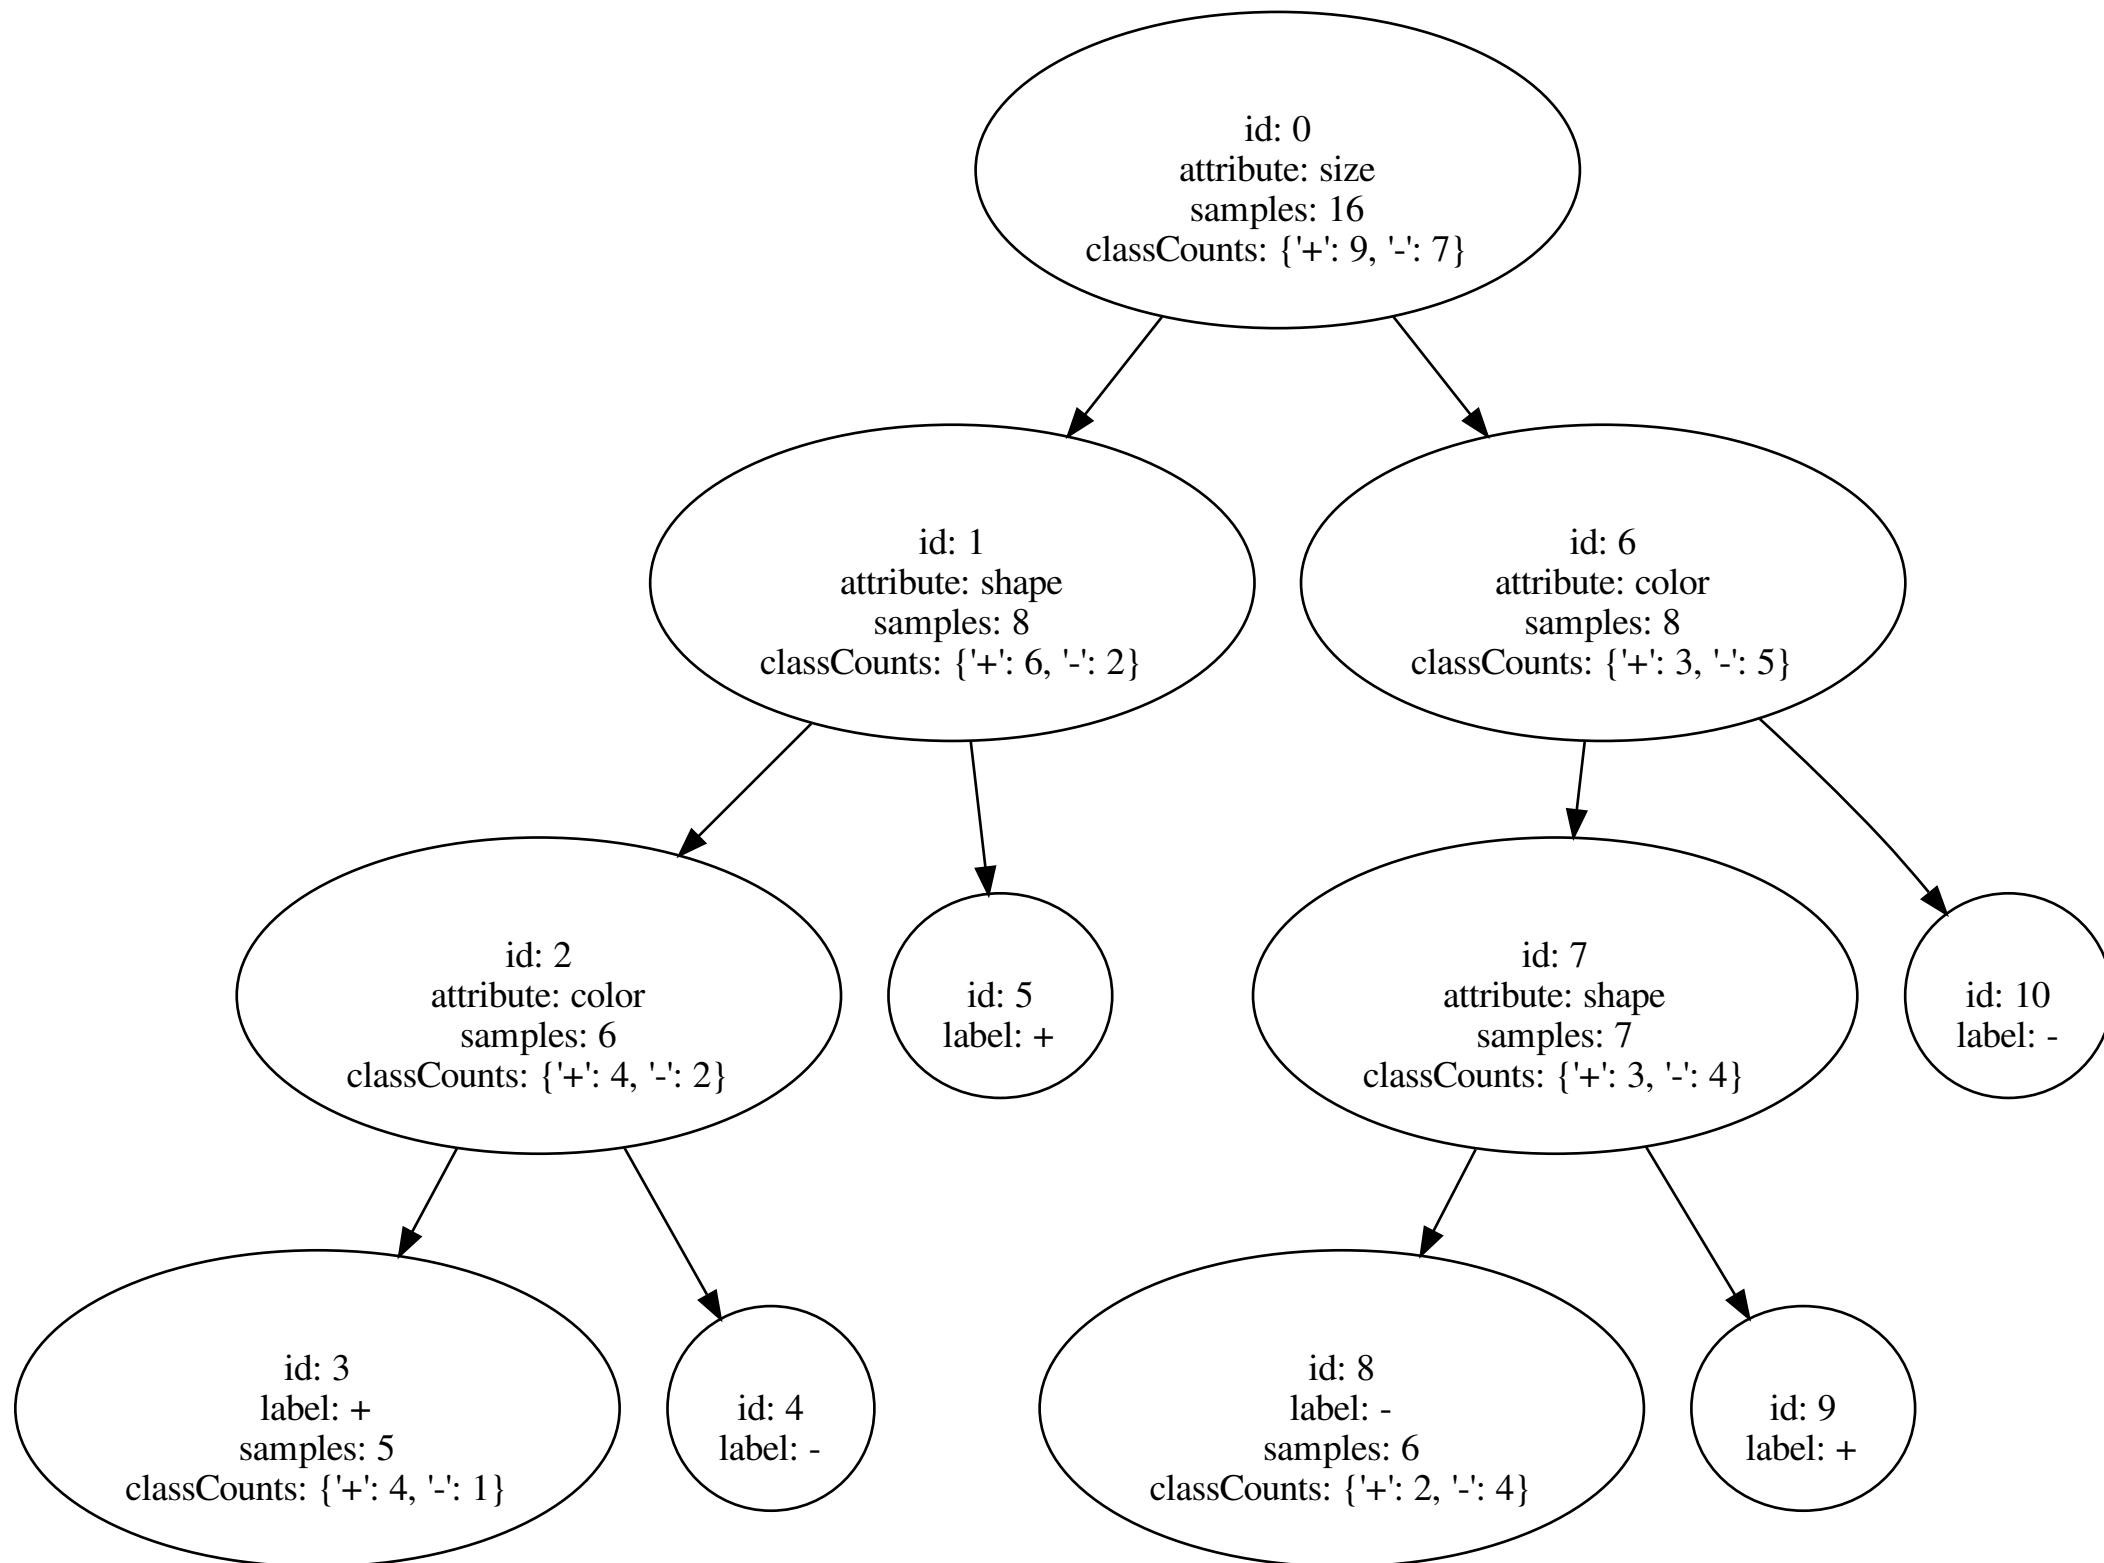 id: 0
attribute: size
samples: 16
classCounts: {'+': 9, '-': 7}
id: 1
attribute: shape
samples: 8
classCounts: {'+': 6, '-': 2}
id: 6
attribute: color
samples: 8
classCounts: {'+': 3, '-': 5}
id: 2
attribute: color
samples: 6
classCounts: {'+': 4, '-': 2}
id: 5
label: +
id: 7
attribute: shape
samples: 7
classCounts: {'+': 3, '-': 4}
id: 10
label: -
id: 3
label: +
samples: 5
classCounts: {'+': 4, '-': 1}
id: 4
label: -
id: 8
label: -
samples: 6
classCounts: {'+': 2, '-': 4}
id: 9
label: +